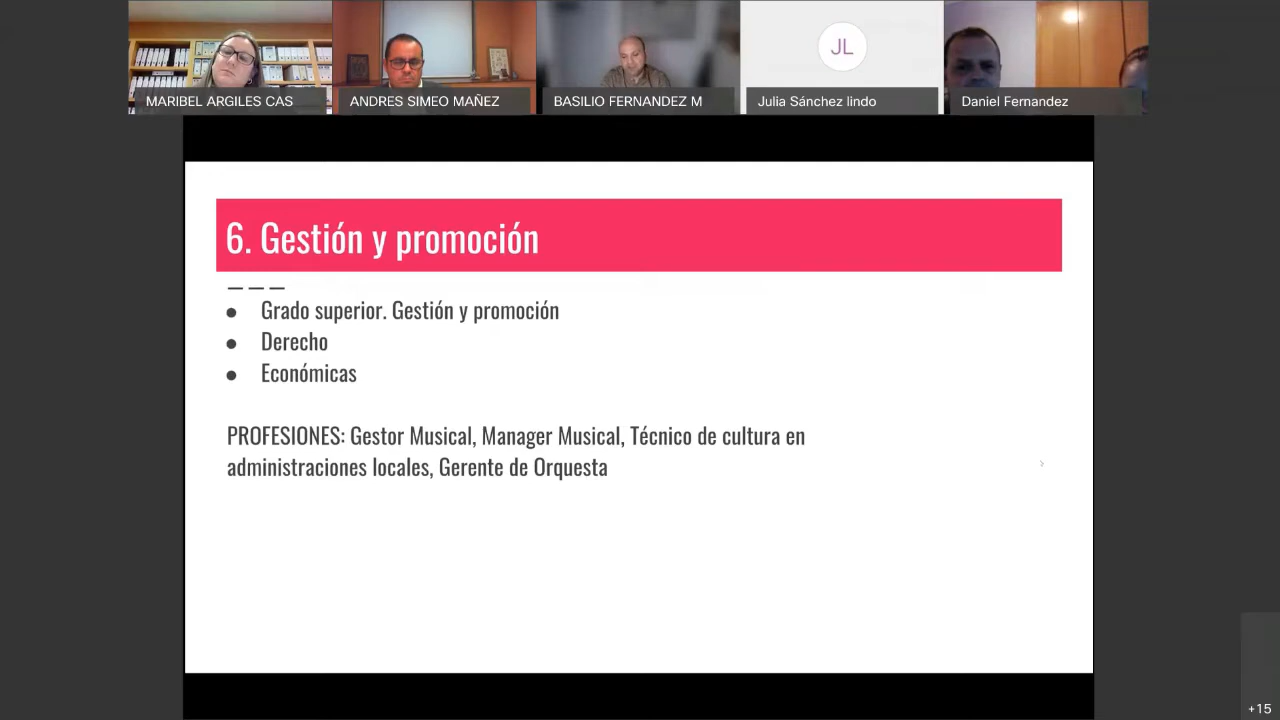 JL
MARIBEL ARGILES CAS
ANDRES SIMEO MAÑEZ
BASILIO FERNANDEZ M
Julia Sánchez lindo
Daniel Fernandez
6. Gestión y promoción
● Grado superior. Gestión y promoción
● Derecho
● Económicas
PROFESIONES: Gestor Musical, Manager Musical, Técnico de cultura en
administraciones locales, Gerente de Orquesta
+15